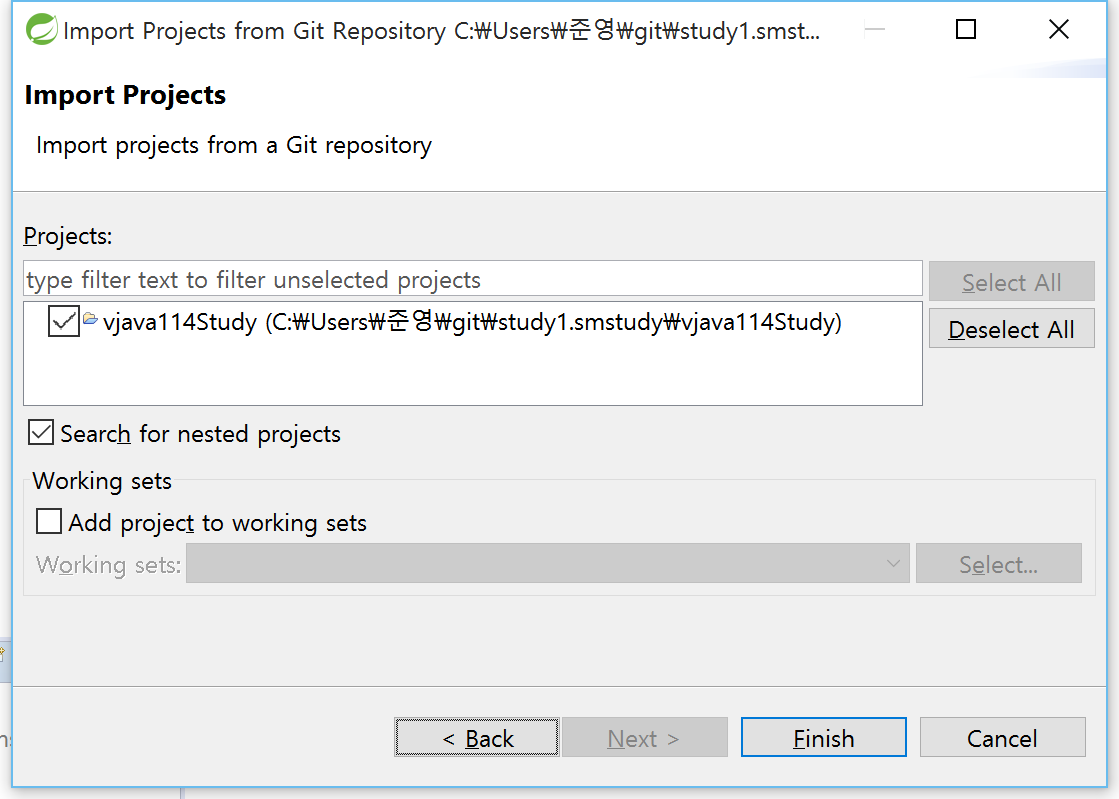 Import Projects from Git Repository C:₩Users₩준영₩git₩study1.smst...
Import Projects
Import projects from a Git repository
Projects:
type filter text to filter unselected projects
Select All
vjava114Study (C:₩Users₩준영₩git₩study1.smstudy₩vjava114Study)
Deselect All
Search for nested projects
Working sets
Add project to working sets
Working sets:
Select...
< Back
Next >
Finish
Cancel